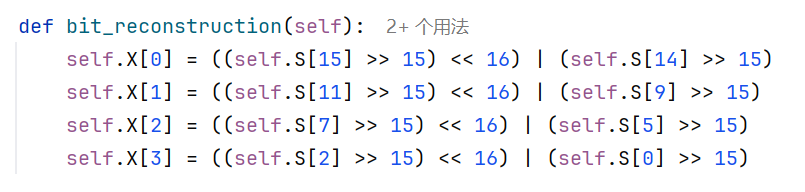 def bit_reconstruction(self): 2+ 个用法
self.X[0] = ((self.S[15] >> 15) << 16) | (self.S[14] >> 15)
self.X[1] = ((self.S[11] >> 15) << 16) | (self.S[9] >> 15)
self.X[2] = ((self.S[7] >> 15) << 16) | (self.S[5] >> 15)
self.X[3] = ((self.S[2] >> 15) << 16) | (self.S[0] >> 15)